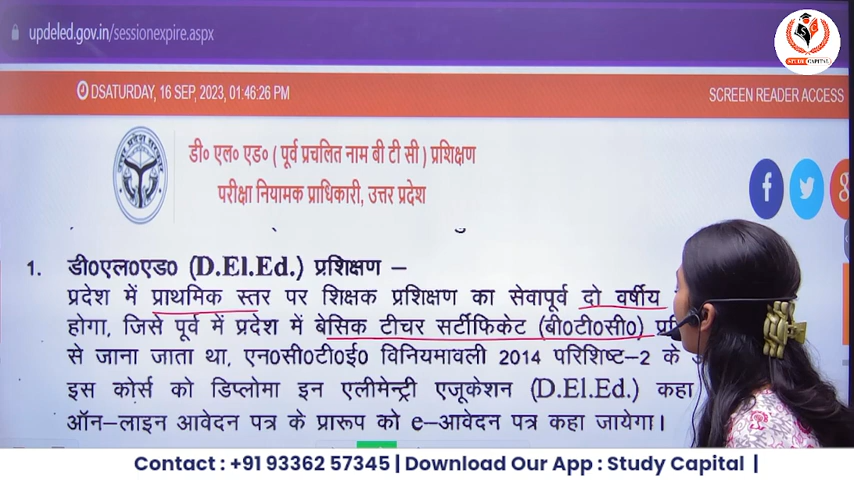 updeled.gov.in/sessionexpire.aspx
STUDY CAPITAL
DSATURDAY, 16 SEP, 2023, 01:46:26 PM
SCREEN READER ACCESS
डी० एल० एड० ( पूर्व प्रचलित नाम बी टी सी ) प्रशिक्षण
परीक्षा नियामक प्राधिकारी, उत्तर प्रदेश
1. डी0एल0एड0 (D.El.Ed.) प्रशिक्षण –
प्रदेश में प्राथमिक स्तर पर शिक्षक प्रशिक्षण का सेवापूर्व दो वर्षीय
होगा, जिसे पूर्व में प्रदेश में बेसिक टीचर सर्टीफिकेट (बी0टी0सी0)
से जाना जाता था, एन0सी0टी0ई0 विनियमावली 2014 परिशिष्ट–2 के
इस कोर्स को डिप्लोमा इन एलीमेन्ट्री एजूकेशन (D.El.Ed.) कहा
ऑन–लाइन आवेदन पत्र के प्रारूप को e–आवेदन पत्र कहा जायेगा।
Contact : +91 93362 57345 | Download Our App : Study Capital |